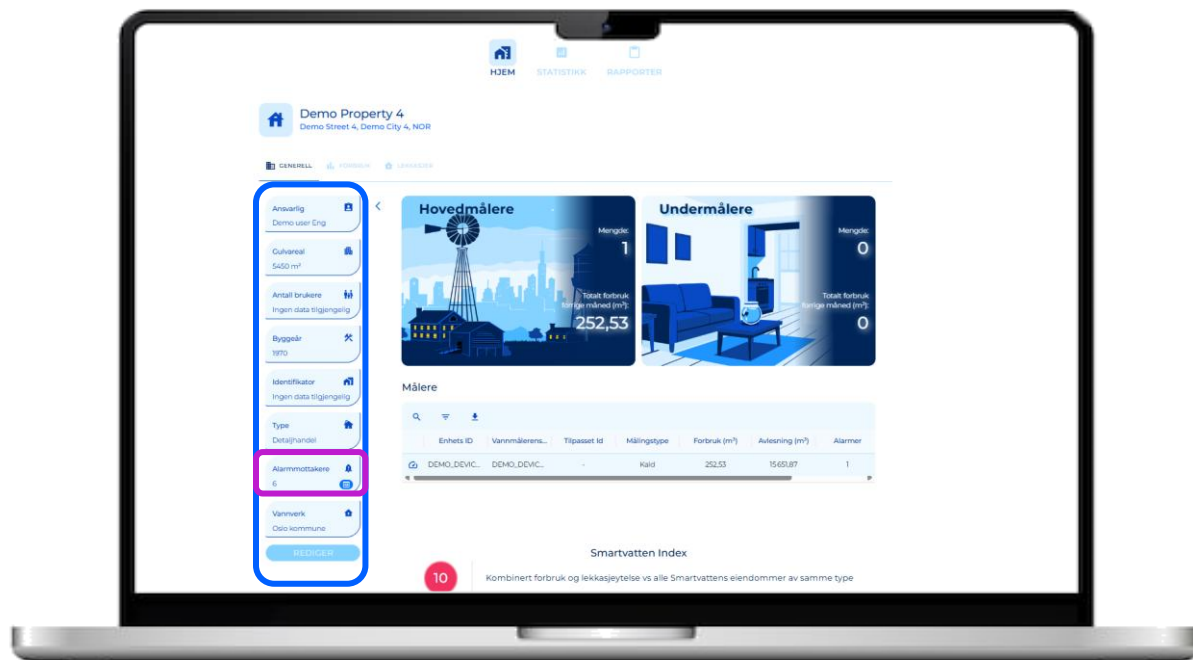 HJEM
STATISTIKK
RAPPORTER
Demo Property 4
Demo Street 4, Demo City 4, NOR
GENERELL
FORBRUK
LEKKASJER
Ansvarlig
Demo user Eng
Gulvareal
5450 m²
Antall brukere
Ingen data tilgjengelig
Byggeår
1970
Identifikator
Ingen data tilgjengelig
Type
Detaljhandel
Alarmmottakere
6
Vannverk
Oslo kommune
REDIGER
Hovedmålere
Mengde:
1
Totalt forbruk
forrige måned (m³):
252,53
Undermålere
Mengde:
0
Totalt forbruk
forrige måned (m³):
0
Målere
Enhets ID Vannmålerens... Tilpasset Id Målingstype Forbruk (m³) Avlesning (m³) Alarmer
DEMO_DEVIC... DEMO_DEVIC... - Kald 252,53 15 651,87 1
Smartvatten Index
10
Kombinert forbruk og lekkasjeytelse vs alle Smartvattens eiendommer av samme type